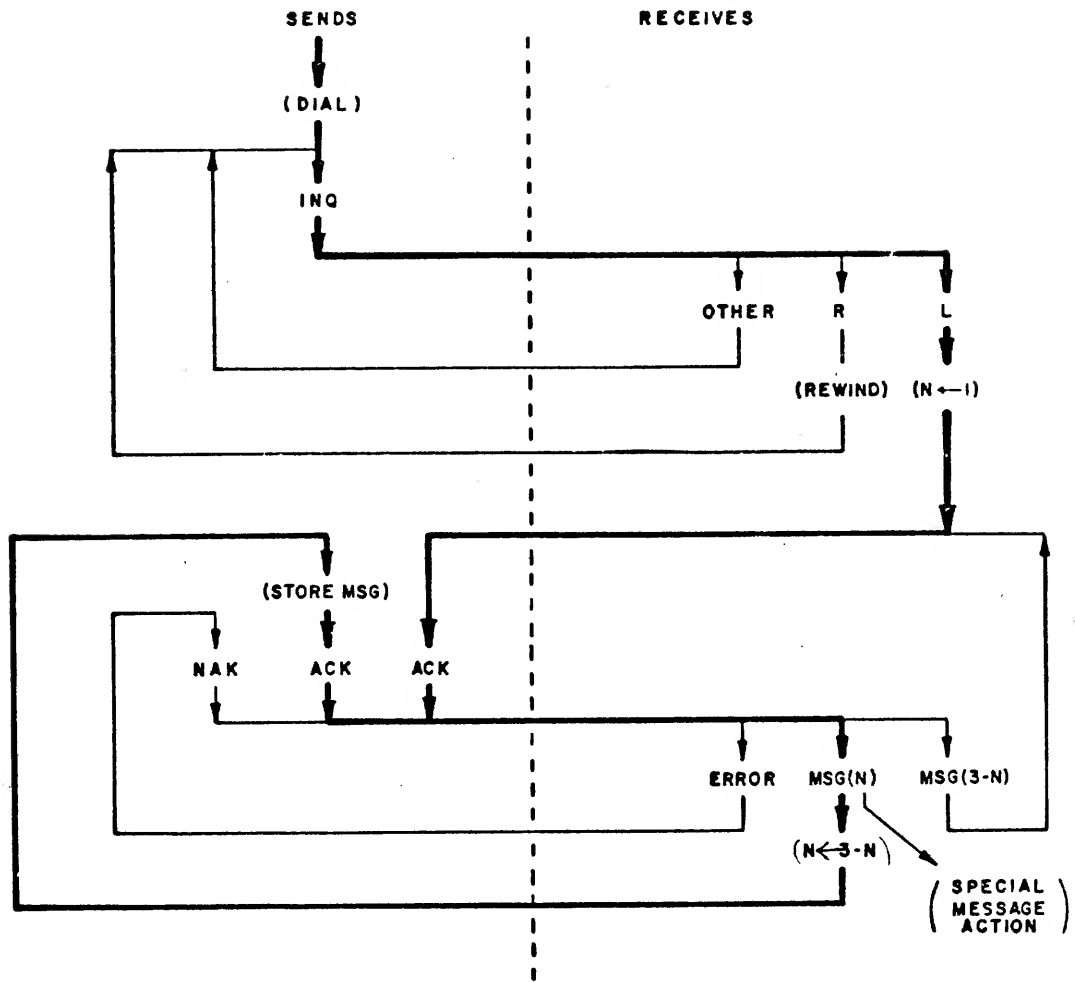 SENDS RECEIVES
(DIAL)
INQ
OTHER R L
(REWIND) (N←1)
(STORE MSG)
NAK ACK ACK
ERROR MSG(N) MSG(3-N)
(N←3-N)
(SPECIAL
MESSAGE
ACTION)